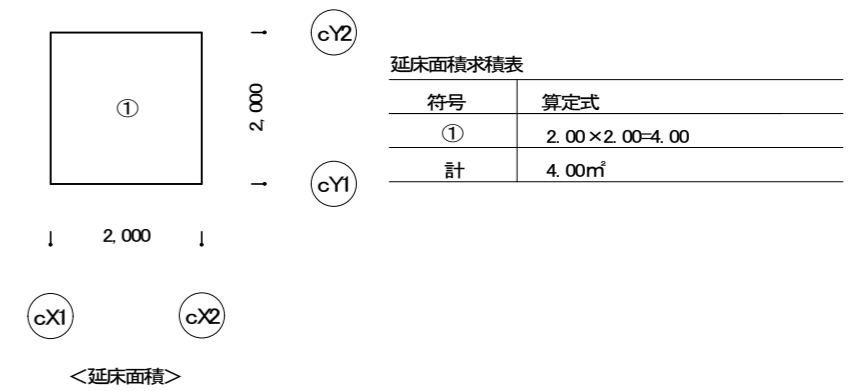 ①
cY2
2,000
cY1
2,000
cX1 cX2
＜延床面積＞
延床面積求積表
符号 算定式
① 2.00×2.00=4.00
計 4.00㎡